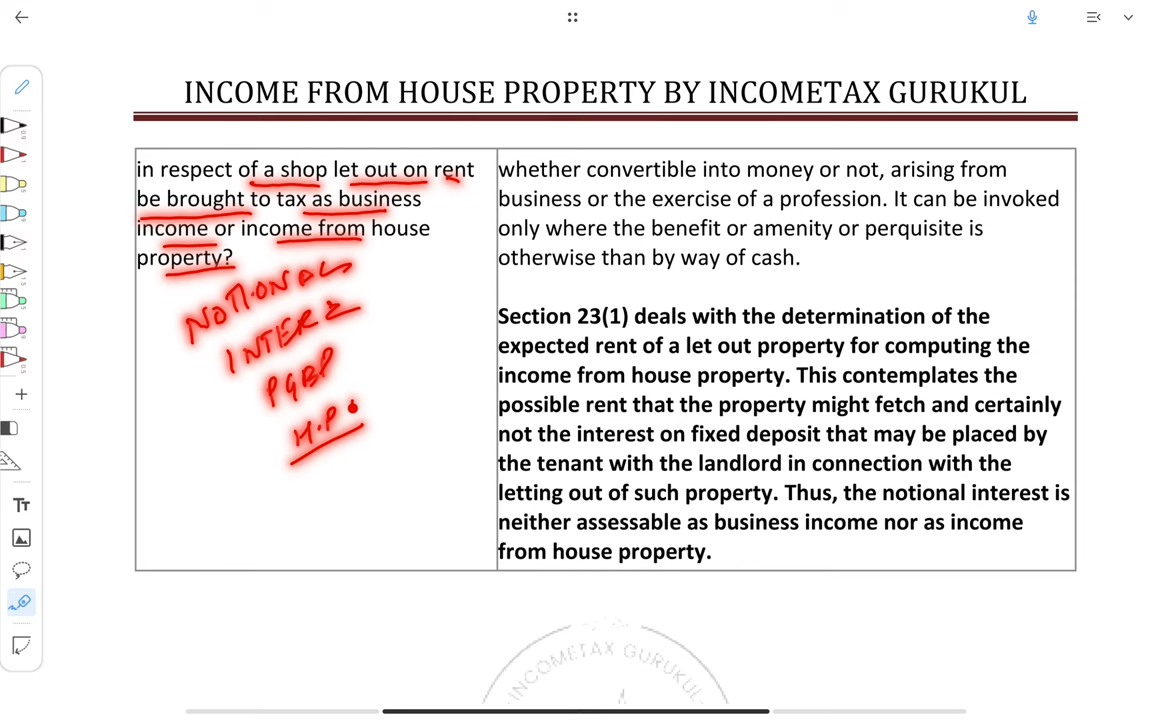 INCOME FROM HOUSE PROPERTY BY INCOMETAX GURUKUL
in respect of a shop let out on rent
be brought to tax as business
income or income from house
property?
NOTIONAL
INTER
PGBP
H.P.
whether convertible into money or not, arising from
business or the exercise of a profession. It can be invoked
only where the benefit or amenity or perquisite is
otherwise than by way of cash.
Section 23(1) deals with the determination of the
expected rent of a let out property for computing the
income from house property. This contemplates the
possible rent that the property might fetch and certainly
not the interest on fixed deposit that may be placed by
the tenant with the landlord in connection with the
letting out of such property. Thus, the notional interest is
neither assessable as business income nor as income
from house property.
INCOMETAX GURUKUL
Tт